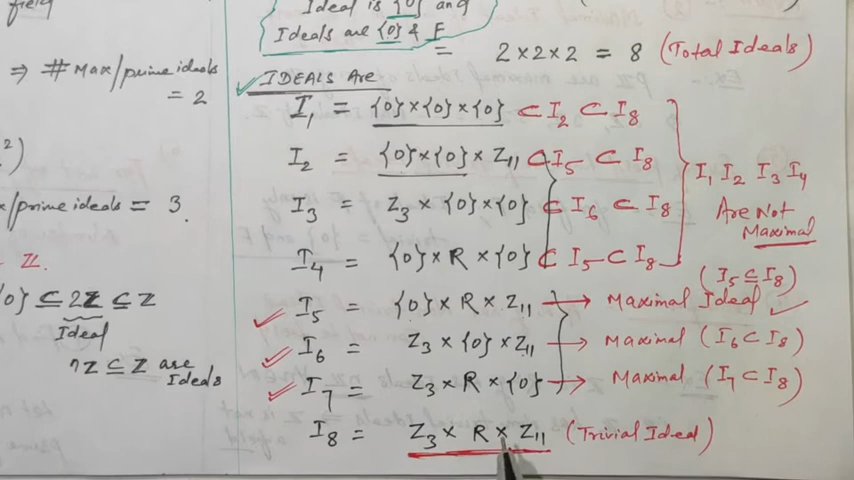 field
⇒ # Max/prime ideals
= 2
²)
x/prime ideals = 3.
Z.
{0} ⊆ 2Z ⊆ Z
Ideal
nZ ⊆ Z are
Ideals
Ideal is {0} and
Ideals are {0} & F
= 2×2×2 = 8 (Total Ideals)
✓ IDEALS Are
I₁ = {0}×{0}×{0} ⊂ I₂ ⊂ I₈
I₂ = {0}×{0}×Z₁₁ ⊂ I₅ ⊂ I₈
I₃ = Z₃×{0}×{0} ⊂ I₆ ⊂ I₈
I₄ = {0}×R×{0} ⊂ I₅ ⊂ I₈
I₁ I₂ I₃ I₄
Are Not
Maximal
(I₅ ⊆ I₈)
✓ I₅ = {0}×R×Z₁₁ → Maximal Ideal ✓
✓ I₆ = Z₃×{0}×Z₁₁ → Maximal (I₆ ⊂ I₈)
✓ I₇ = Z₃×R×{0} → Maximal (I₇ ⊂ I₈)
I₈ = Z₃×R×Z₁₁ (Trivial Ideal)